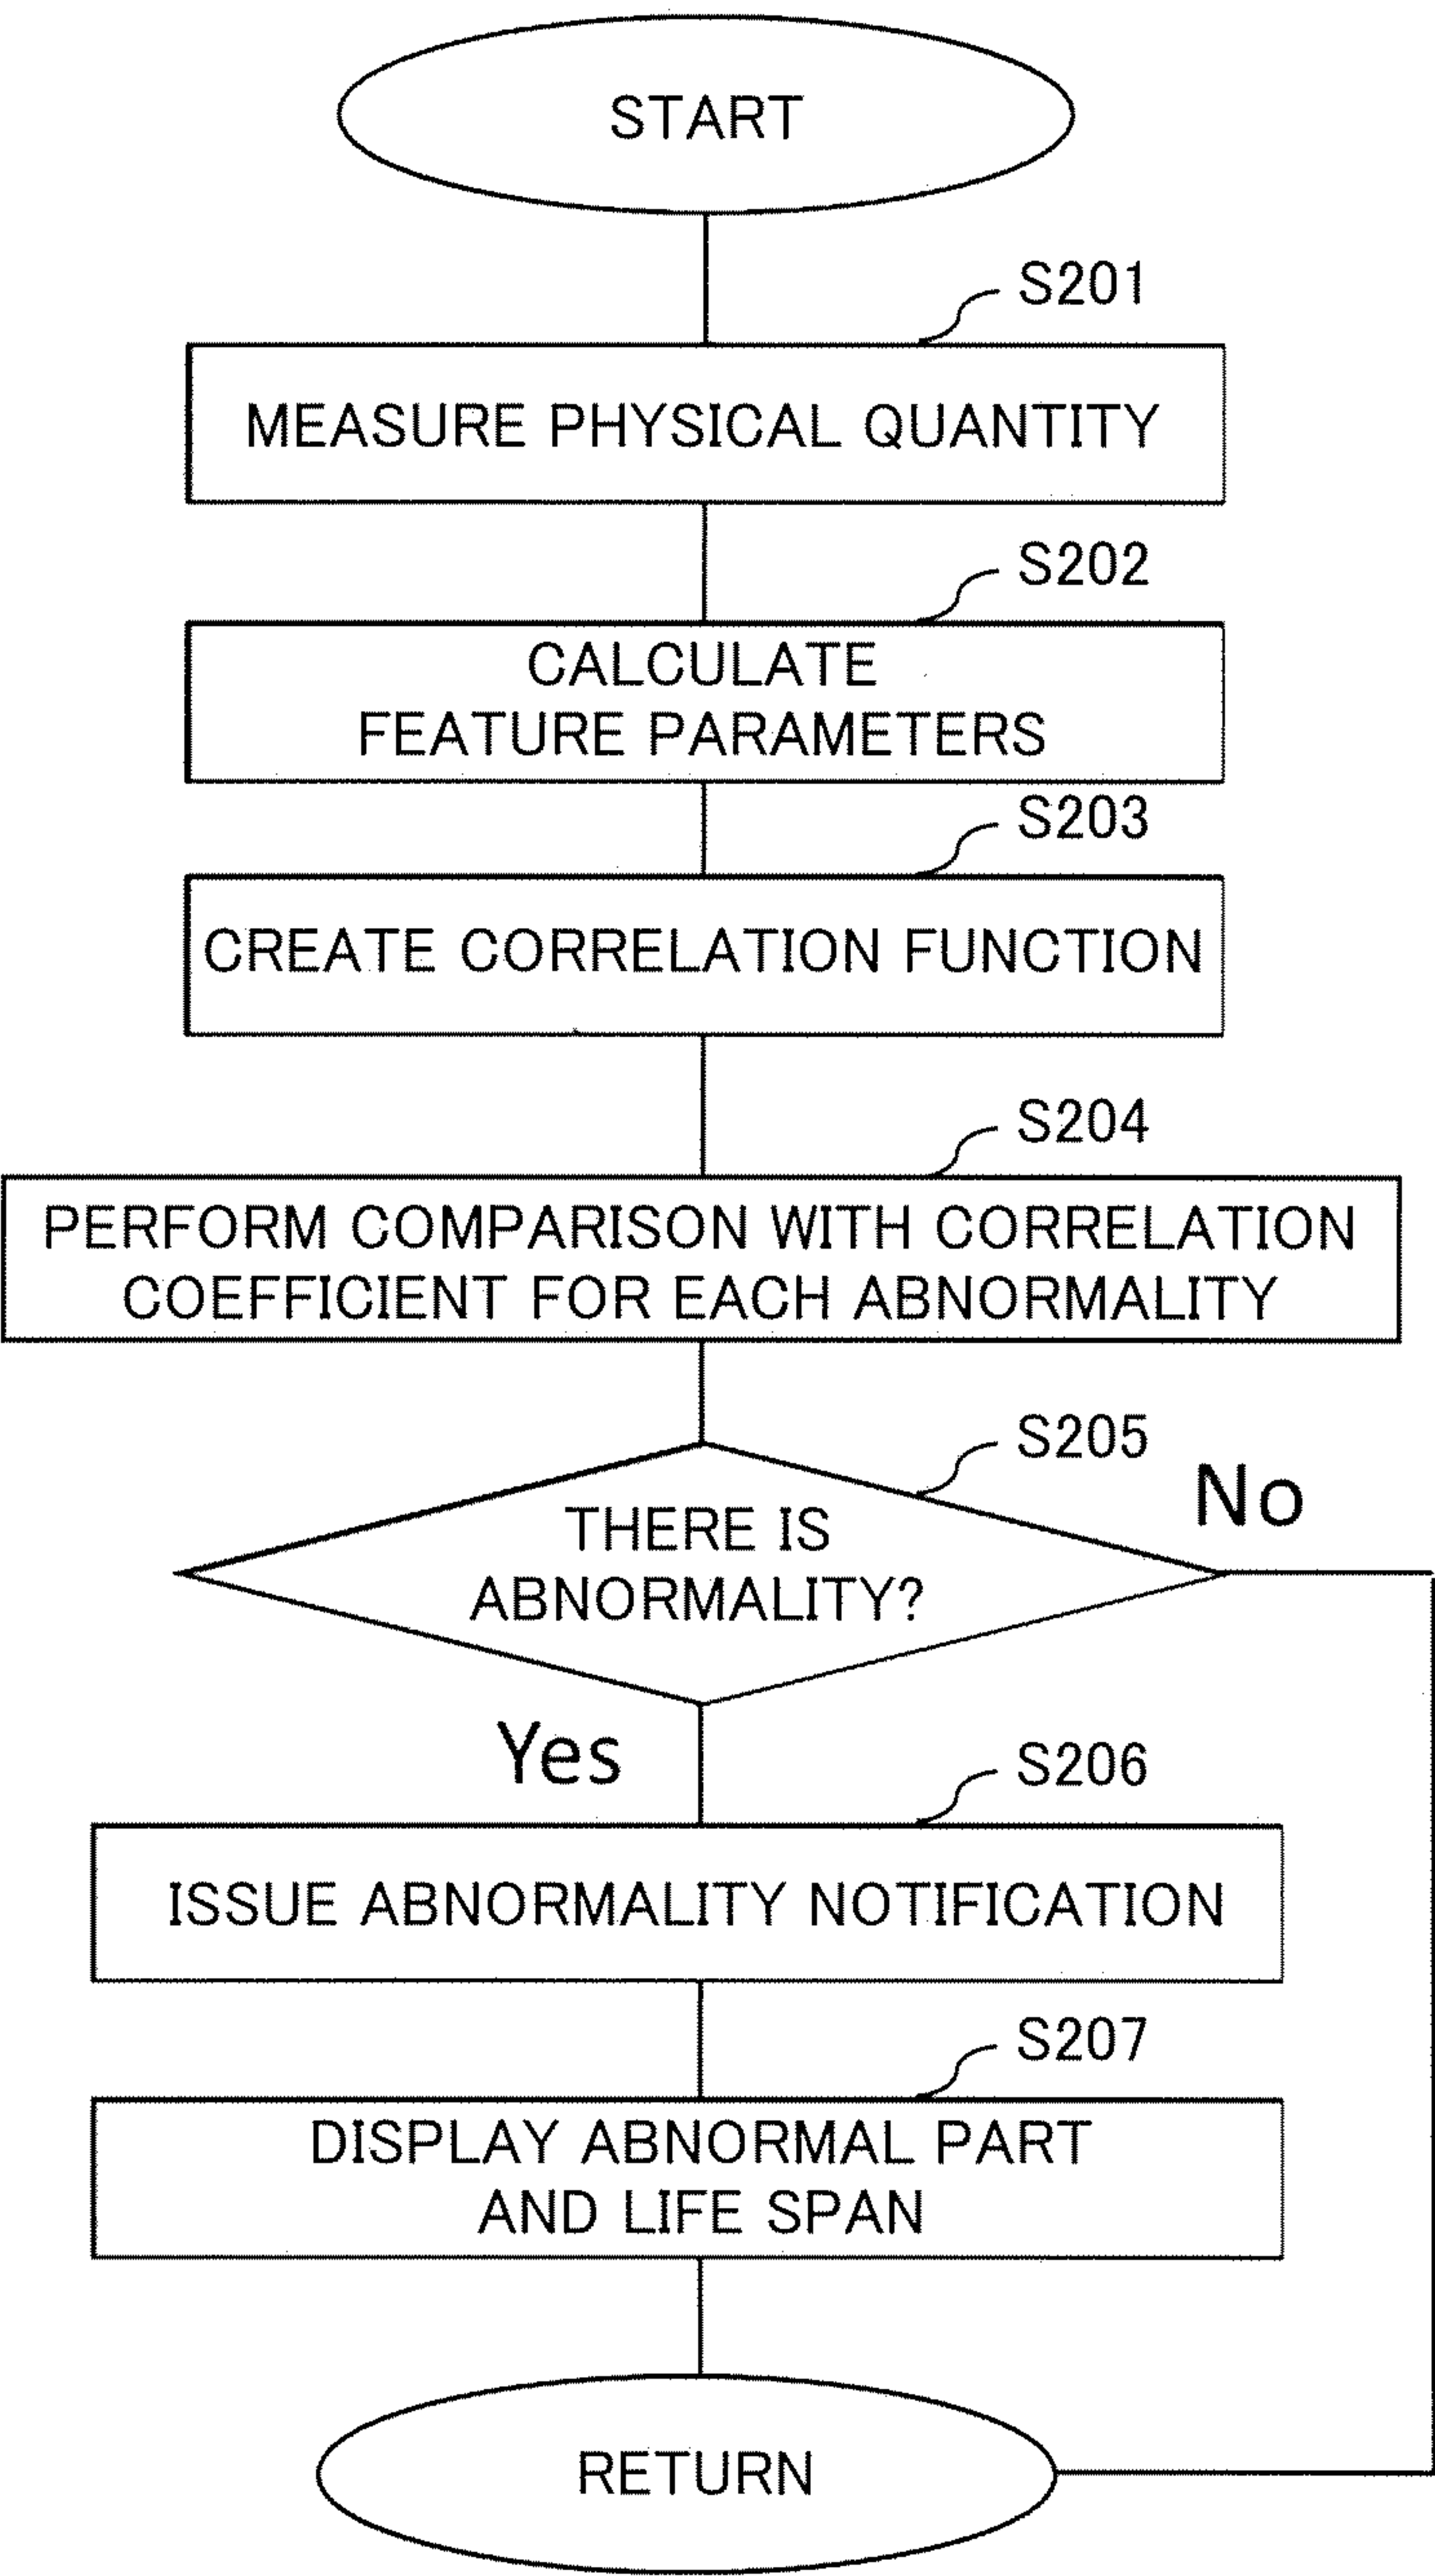 START
S201
MEASURE PHYSICAL QUANTITY
S202
CALCULATE
FEATURE PARAMETERS
S203
CREATE CORRELATION FUNCTION
S204
PERFORM COMPARISON WITH CORRELATION
COEFFICIENT FOR EACH ABNORMALITY
S205
No
THERE IS
ABNORMALITY?
Yes
S206
ISSUE ABNORMALITY NOTIFICATION
S207
DISPLAY ABNORMAL PART
AND LIFE SPAN
RETURN